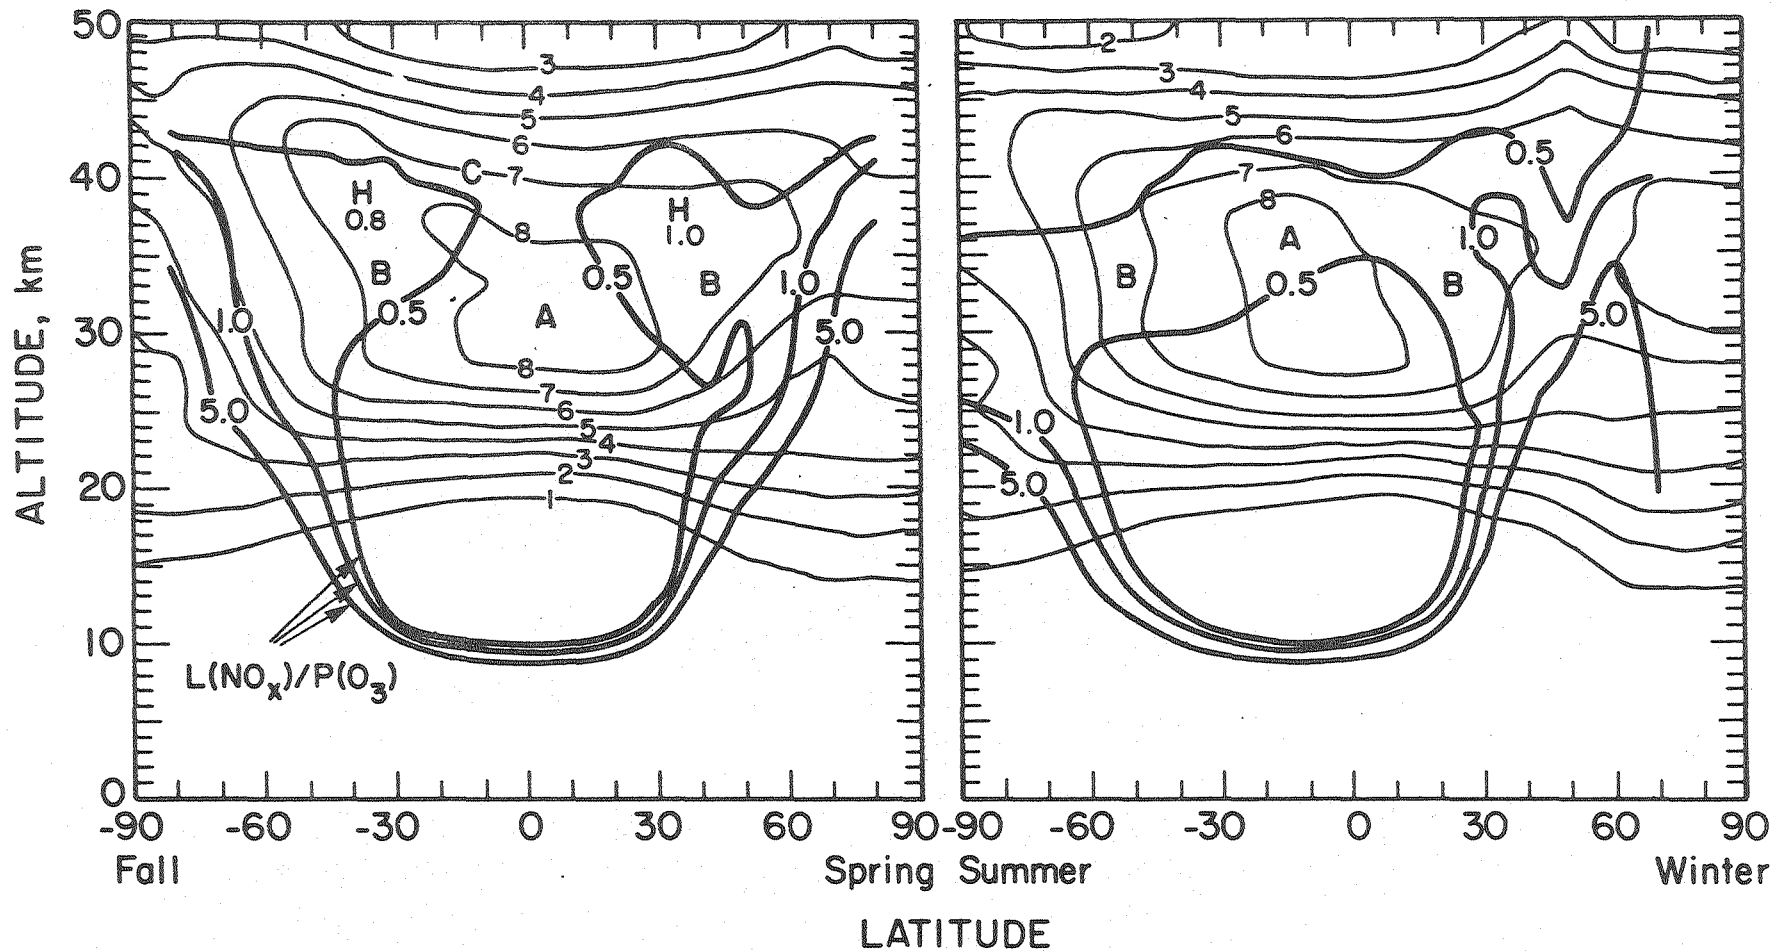 ALTITUDE, km
50
40
30
20
10
0
3
4
5
6
C 7
H
0.8
H
1.0
8
B
0.5
0.5
B
1.0
A
1.0
5.0
8
7
6
5.0
5
4
3
2
1
L(NOx)/P(O3)
2
3
4
5
6
0.5
7
8
A
1.0
B
0.5
B
5.0
1.0
5.0
-90 -60 -30 0 30 60 90 -90 -60 -30 0 30 60 90
Fall Spring Summer Winter
LATITUDE